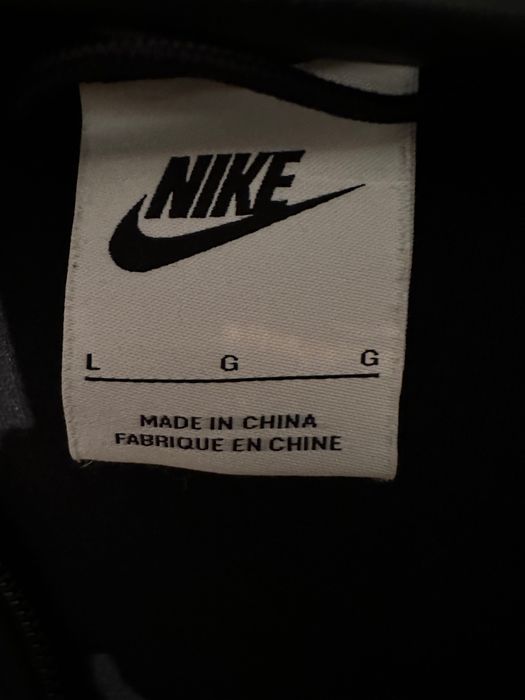 NIKE
L G G
MADE IN CHINA
FABRIQUE EN CHINE